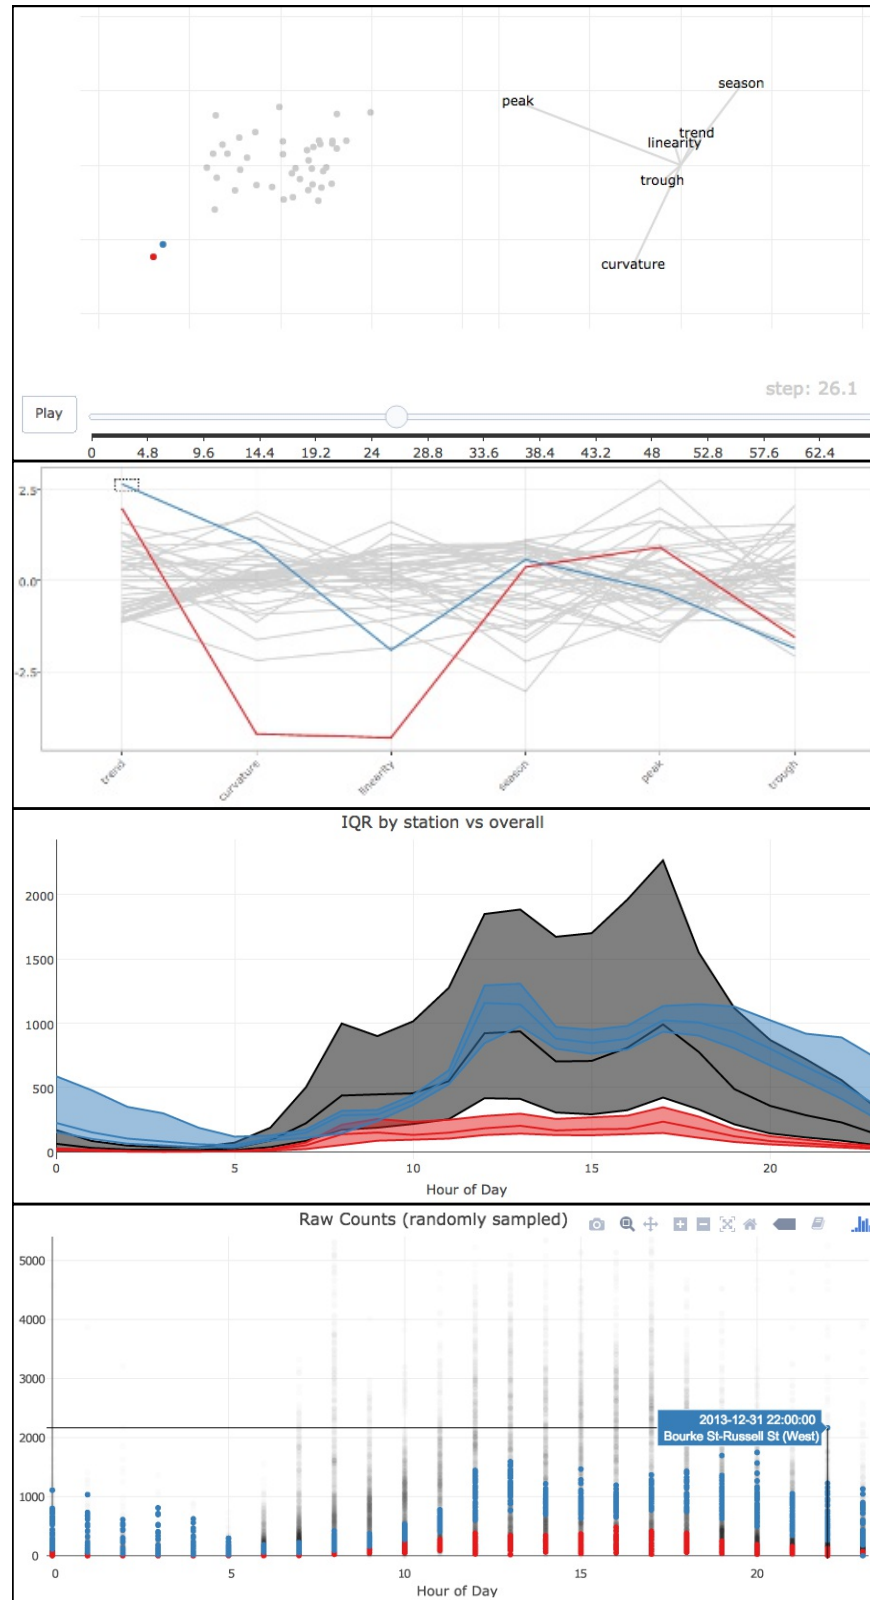 peak
season
trend
linearity
trough
curvature
step: 26.1
Play
0 4.8 9.6 14.4 19.2 24 28.8 33.6 38.4 43.2 48 52.8 57.6 62.4
2.5
0.0
-2.5
trend curvature linearity season peak trough
IQR by station vs overall
2000
1500
1000
500
0
0 5 10 15 20
Hour of Day
Raw Counts (randomly sampled)
5000
4000
3000
2000
1000
0
2013-12-31 22:00:00
Bourke St-Russell St (West)
0 5 10 15 20
Hour of Day